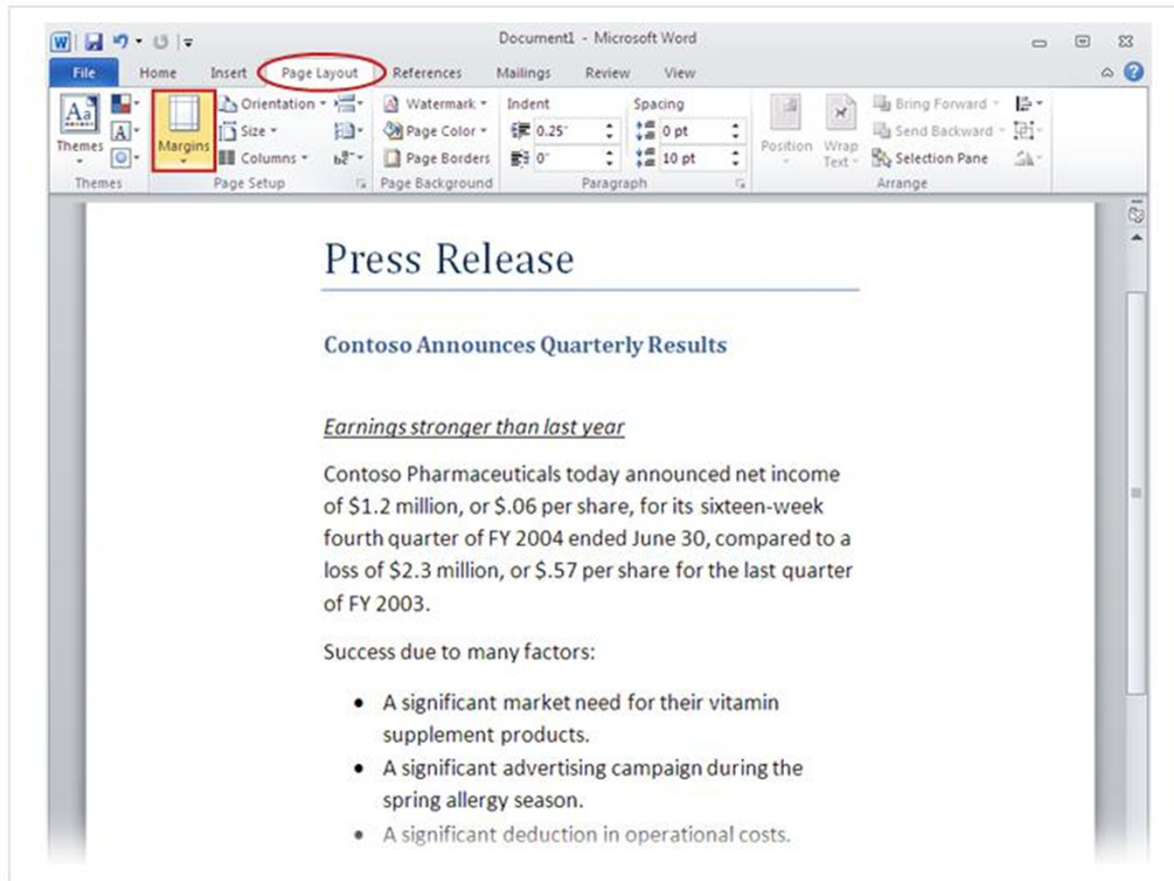 W
Document1 - Microsoft Word
File Home Insert Page Layout References Mailings Review View
Aa Orientation Watermark Indent Spacing Bring Forward
A Size Page Color 0.25" 0 pt Send Backward
Themes Margins Columns Page Borders 0" 10 pt Position Wrap Text Selection Pane
Themes Page Setup Page Background Paragraph Arrange
Press Release
Contoso Announces Quarterly Results
Earnings stronger than last year
Contoso Pharmaceuticals today announced net income
of $1.2 million, or $.06 per share, for its sixteen-week
fourth quarter of FY 2004 ended June 30, compared to a
loss of $2.3 million, or $.57 per share for the last quarter
of FY 2003.
Success due to many factors:
• A significant market need for their vitamin
supplement products.
• A significant advertising campaign during the
spring allergy season.
• A significant deduction in operational costs.